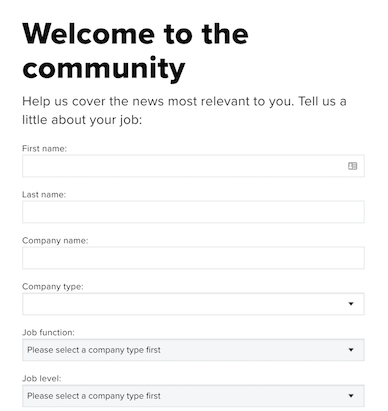 Welcome to the
community
Help us cover the news most relevant to you. Tell us a
little about your job:
First name:
Last name:
Company name:
Company type:
Job function:
Please select a company type first
Job level:
Please select a company type first